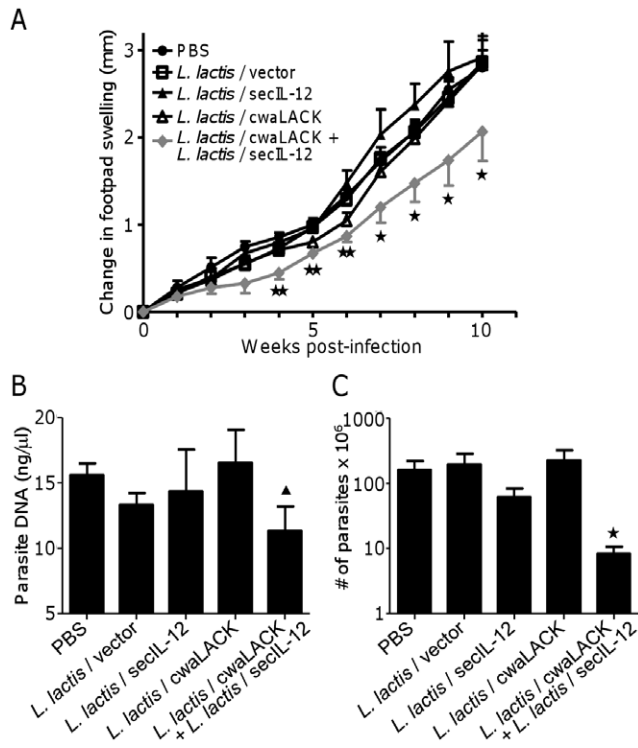 A
Change in footpad swelling (mm)
3
2
1
0
PBS
L. lactis / vector
L. lactis / secIL-12
L. lactis / cwaLACK
L. lactis / cwaLACK +
L. lactis / secIL-12
★★
★★
★★
★
★
★
★
0
5
10
Weeks post-infection
B
Parasite DNA (ng/μl)
20
15
10
5
▲
PBS
L. lactis / vector
L. lactis / secIL-12
L. lactis / cwaLACK
L. lactis / cwaLACK
+ L. lactis / secIL-12
C
# of parasites x 10⁶
1000
100
10
1
★
PBS
L. lactis / vector
L. lactis / secIL-12
L. lactis / cwaLACK
L. lactis / cwaLACK
+ L. lactis / secIL-12